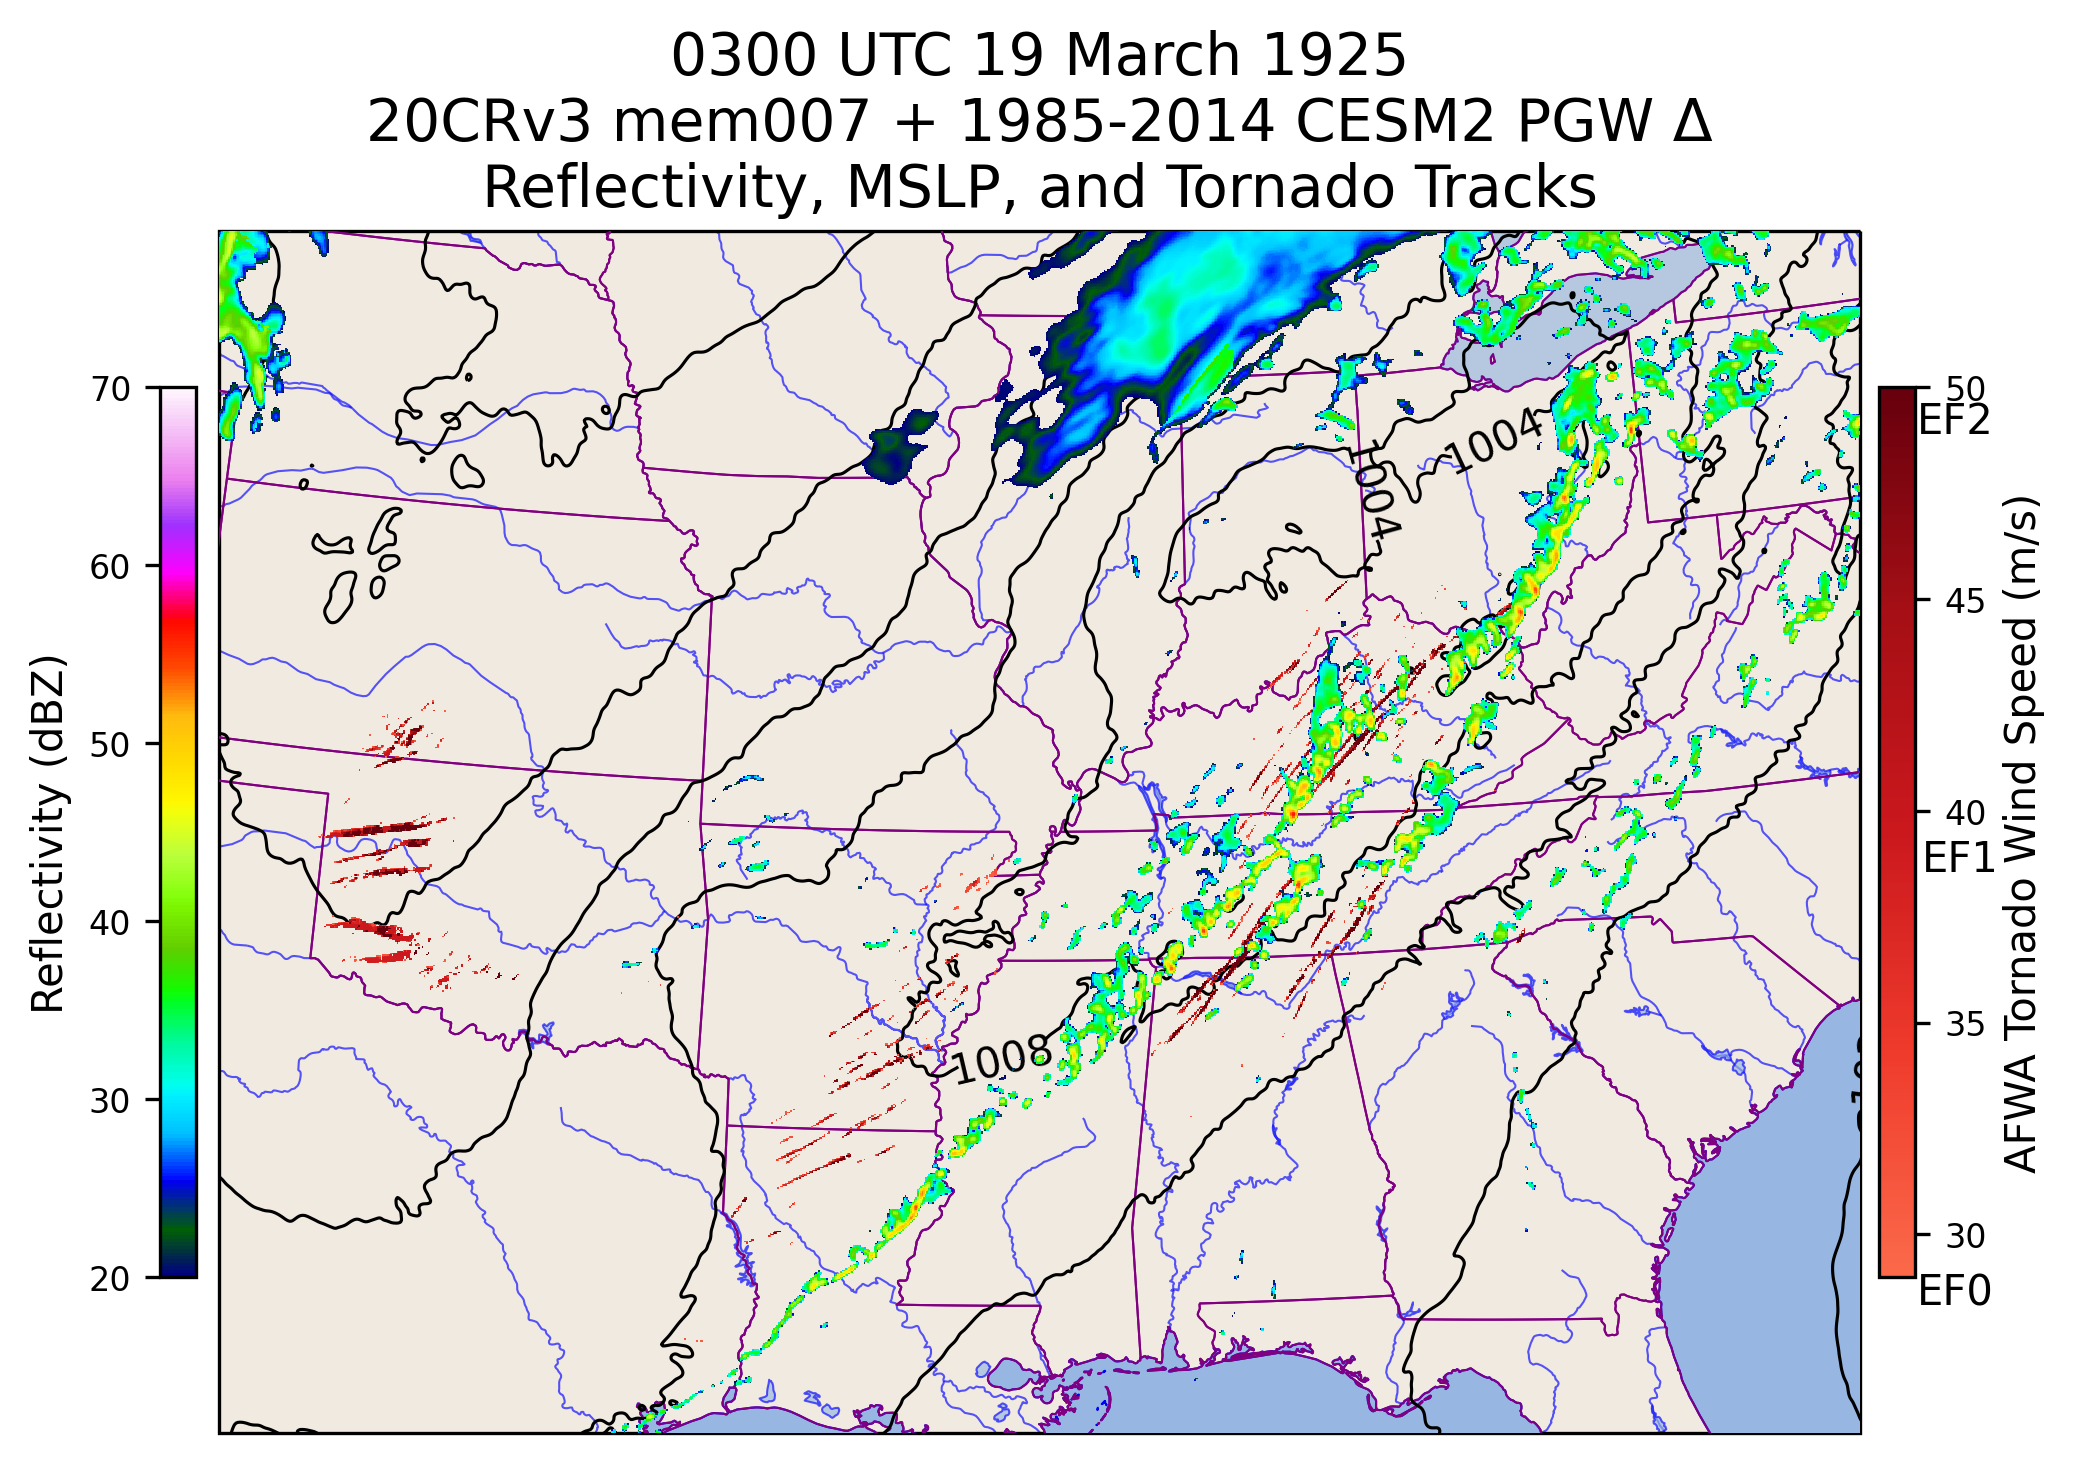 0300 UTC 19 March 1925
20CRv3 mem007 + 1985-2014 CESM2 PGW Δ
Reflectivity, MSLP, and Tornado Tracks
Reflectivity (dBZ)
70
60
50
40
30
20
1004
1004
1008
50
EF2
45
40
EF1
35
30
EF0
AFWA Tornado Wind Speed (m/s)